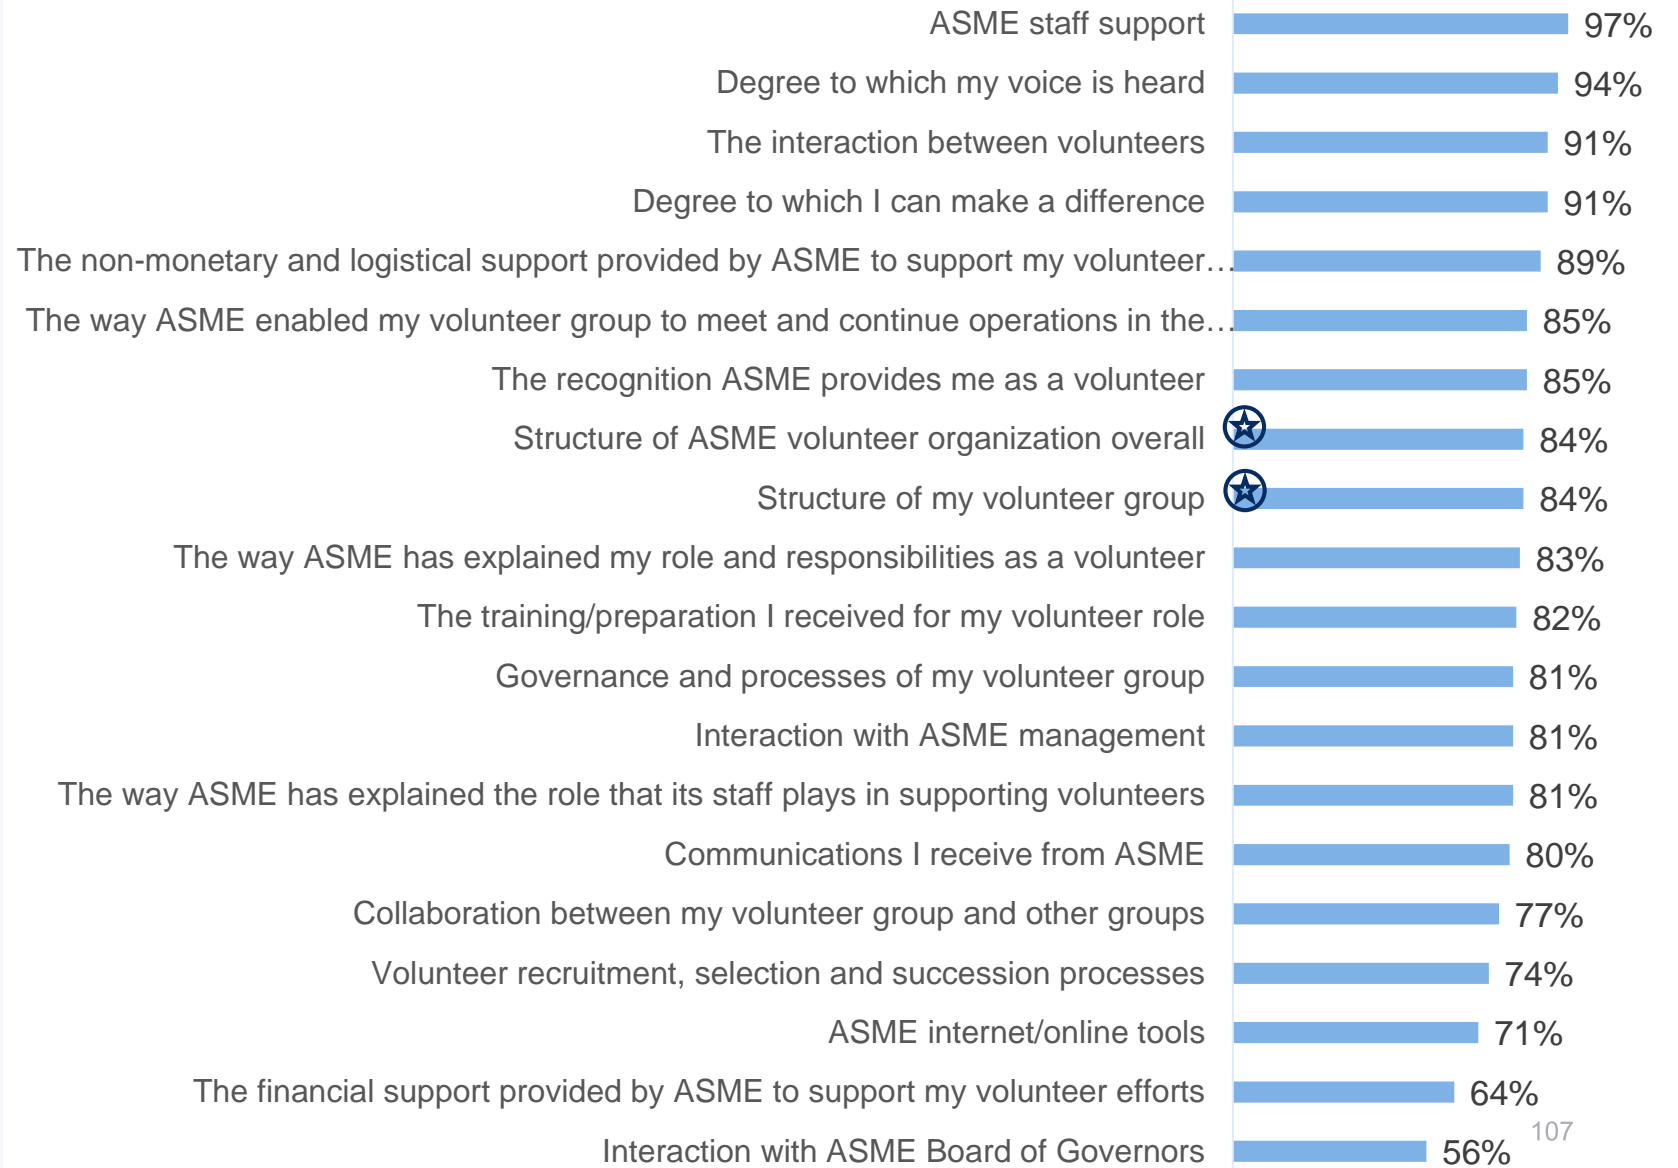 ASME staff support 97%
Degree to which my voice is heard 94%
The interaction between volunteers 91%
Degree to which I can make a difference 91%
The non-monetary and logistical support provided by ASME to support my volunteer… 89%
The way ASME enabled my volunteer group to meet and continue operations in the… 85%
The recognition ASME provides me as a volunteer 85%
Structure of ASME volunteer organization overall 84%
Structure of my volunteer group 84%
The way ASME has explained my role and responsibilities as a volunteer 83%
The training/preparation I received for my volunteer role 82%
Governance and processes of my volunteer group 81%
Interaction with ASME management 81%
The way ASME has explained the role that its staff plays in supporting volunteers 81%
Communications I receive from ASME 80%
Collaboration between my volunteer group and other groups 77%
Volunteer recruitment, selection and succession processes 74%
ASME internet/online tools 71%
The financial support provided by ASME to support my volunteer efforts 64%
Interaction with ASME Board of Governors 56%
107